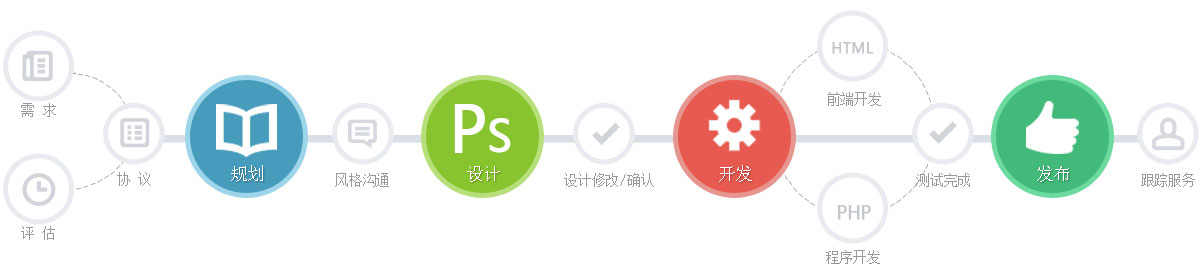 需 求
评 估
协 议
规划
风格沟通
Ps
设计
设计修改/确认
开发
HTML
前端开发
PHP
程序开发
测试完成
发布
跟踪服务